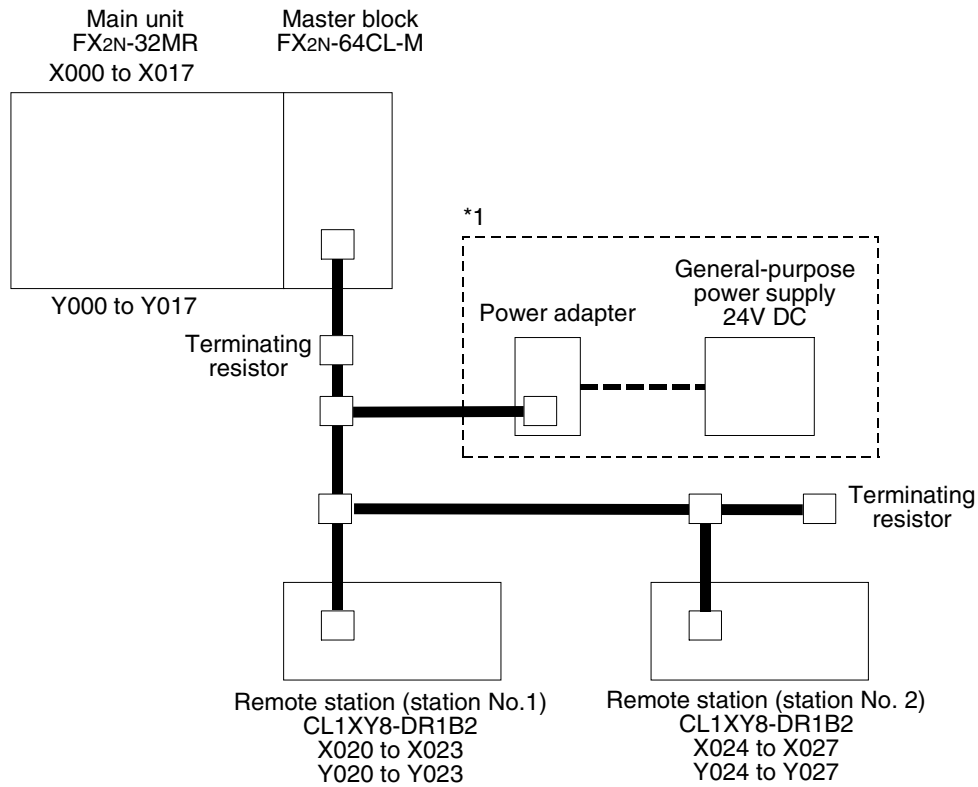 Main unit
FX2N-32MR
X000 to X017
Master block
FX2N-64CL-M
Y000 to Y017
*1
General-purpose
power supply
24V DC
Power adapter
Terminating
resistor
Terminating
resistor
Remote station (station No.1)
CL1XY8-DR1B2
X020 to X023
Y020 to Y023
Remote station (station No. 2)
CL1XY8-DR1B2
X024 to X027
Y024 to Y027